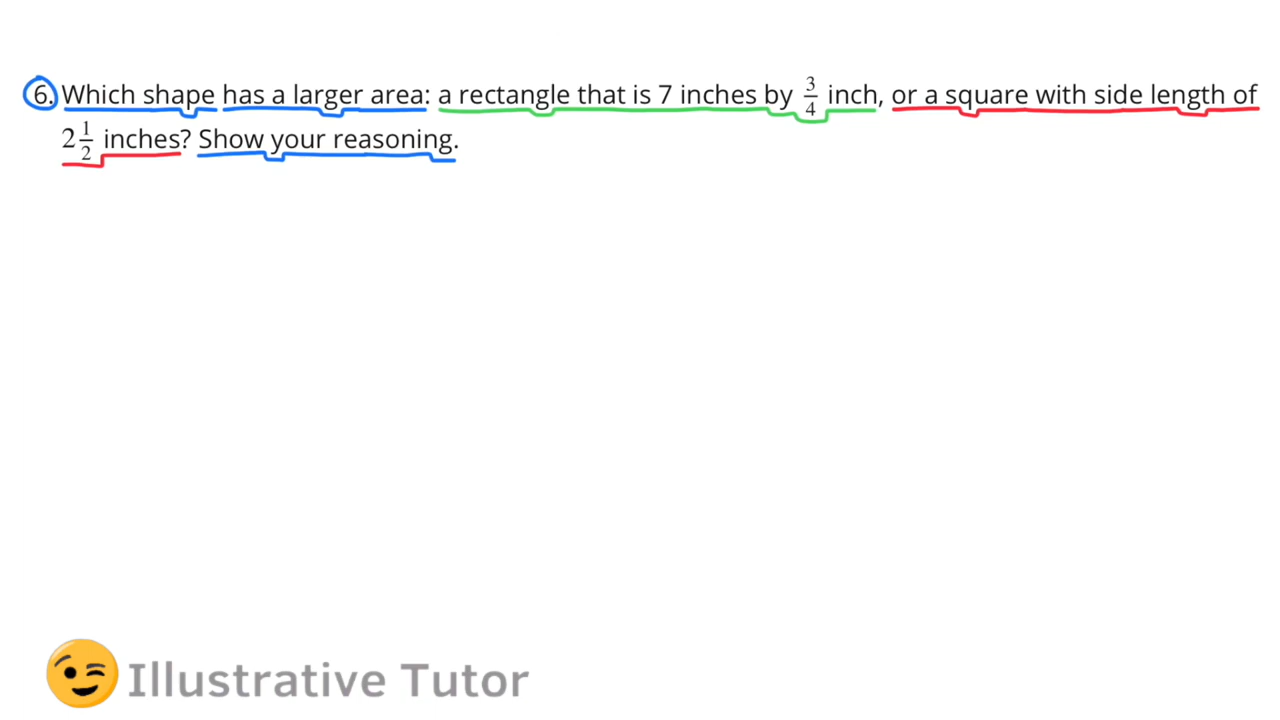 6. Which shape has a larger area: a rectangle that is 7 inches by 3/4 inch, or a square with side length of
2 1/2 inches? Show your reasoning.
Illustrative Tutor